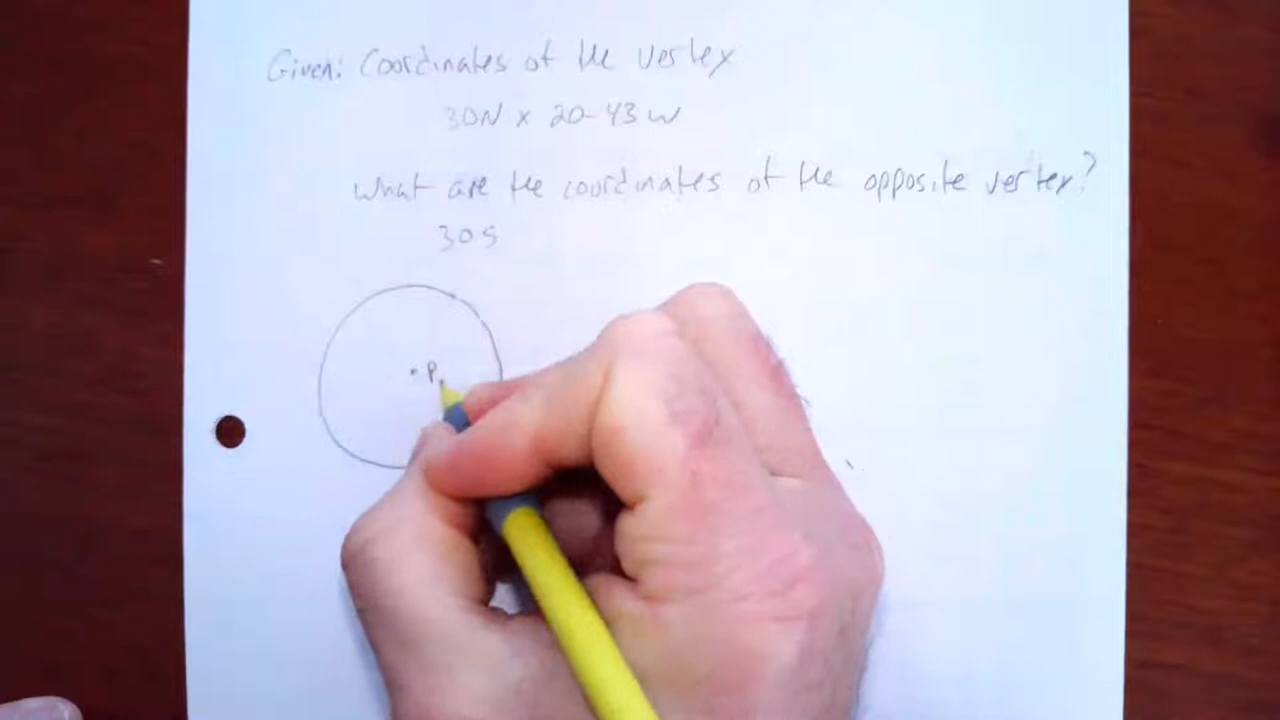 Given: Coordinates of the vertex
30N x 20-43 W
What are the coordinates of the opposite vertex?
30S
P